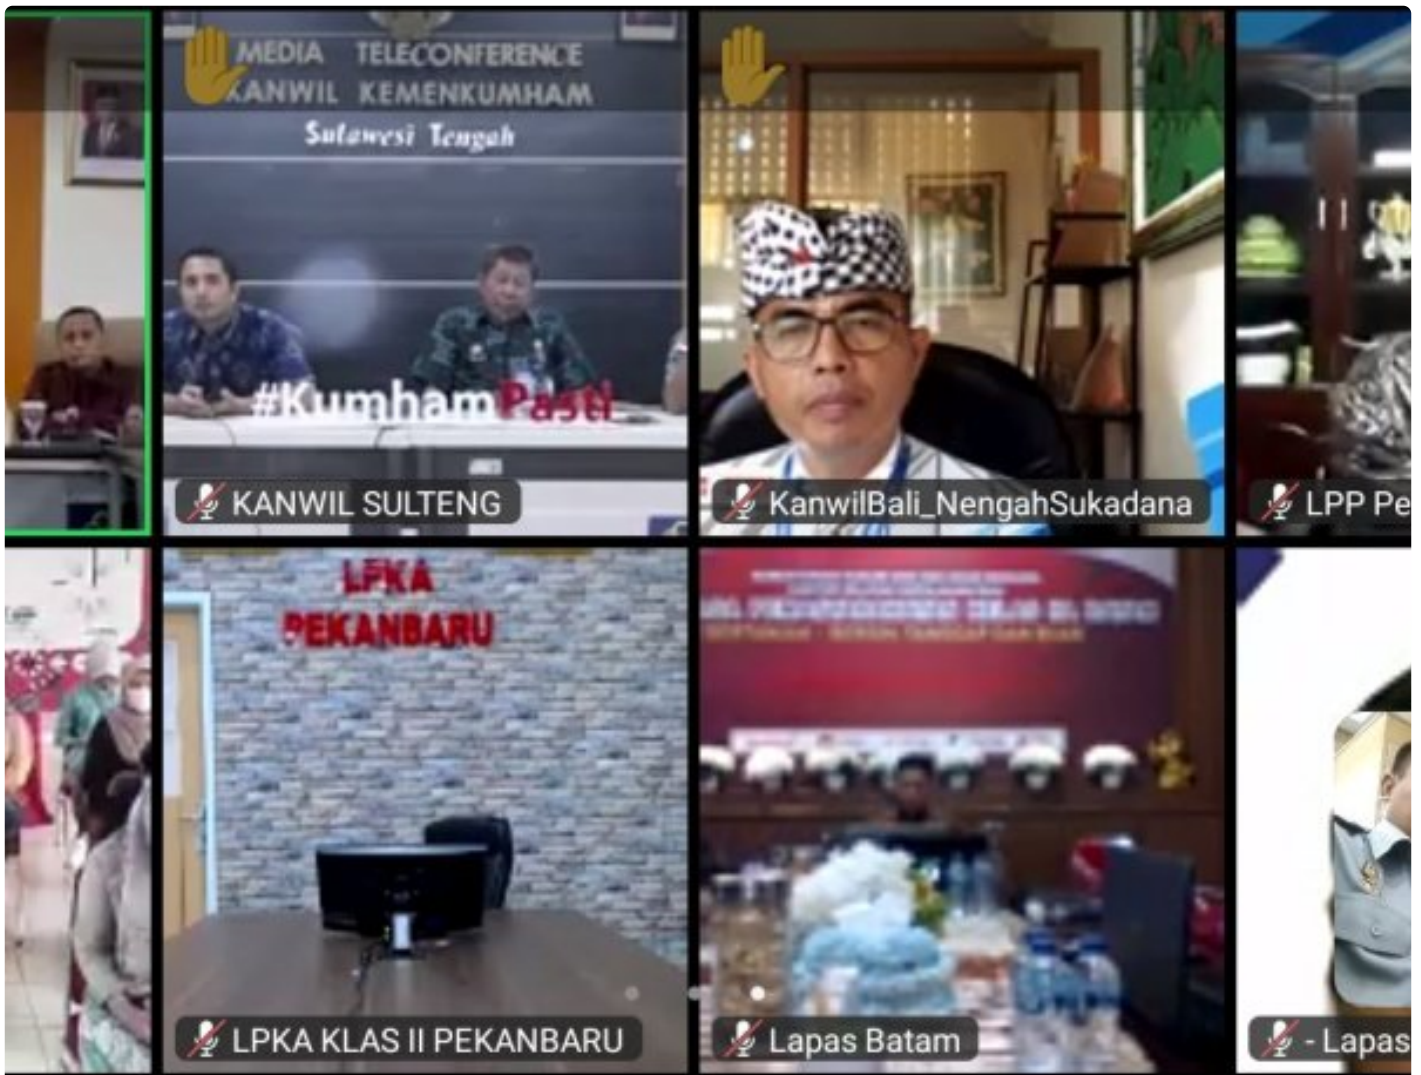 MEDIA TELECONFERENCE
KANWIL KEMENKUMHAM
Sulawesi Tengah
#KumhamPasti
KANWIL SULTENG
KanwilBali_NengahSukadana
LPP Pe
LPKA
PEKANBARU
LPKA KLAS II PEKANBARU
Lapas Batam
- Lapas